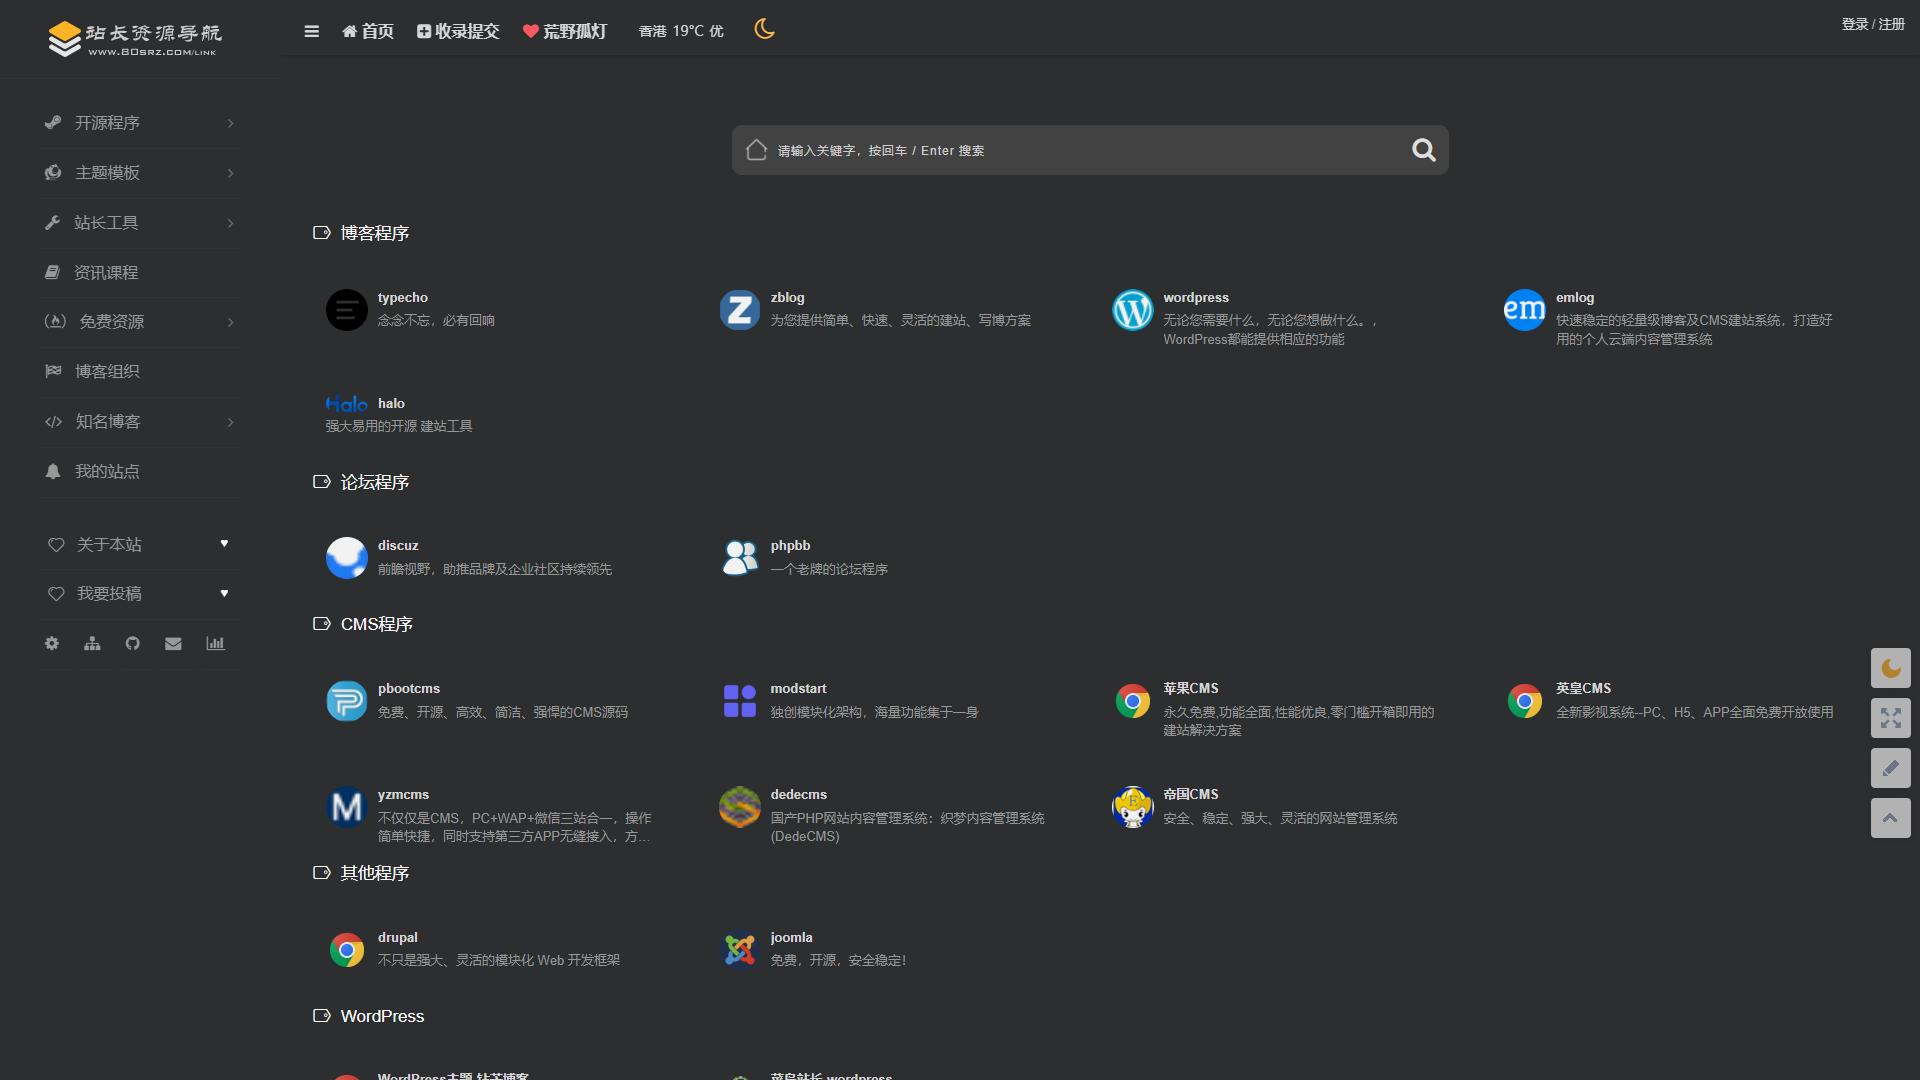 站长资源导航
www.80srz.com/link
首页
收录提交
荒野孤灯
香港 19℃ 优
登录 / 注册
开源程序
主题模板
站长工具
资讯课程
免费资源
博客组织
知名博客
我的站点
关于本站
我要投稿
请输入关键字，按回车 / Enter 搜索
博客程序
typecho
念念不忘，必有回响
zblog
为您提供简单、快速、灵活的建站、写博方案
wordpress
无论您需要什么，无论您想做什么。，
WordPress都能提供相应的功能
em
emlog
快速稳定的轻量级博客及CMS建站系统，打造好
用的个人云端内容管理系统
Halo
halo
强大易用的开源 建站工具
论坛程序
discuz
前瞻视野，助推品牌及企业社区持续领先
phpbb
一个老牌的论坛程序
CMS程序
pbootcms
免费、开源、高效、简洁、强悍的CMS源码
modstart
独创模块化架构，海量功能集于一身
苹果CMS
永久免费,功能全面,性能优良,零门槛开箱即用的
建站解决方案
英皇CMS
全新影视系统--PC、H5、APP全面免费开放使用
M
yzmcms
不仅仅是CMS，PC+WAP+微信三站合一，操作
简单快捷，同时支持第三方APP无缝接入，方...
dedecms
国产PHP网站内容管理系统：织梦内容管理系统
(DedeCMS)
帝国CMS
安全、稳定、强大、灵活的网站管理系统
其他程序
drupal
不只是强大、灵活的模块化 Web 开发框架
joomla
免费，开源，安全稳定！
WordPress
WordPress主题-钻芒博客
菜鸟站长-wordpress